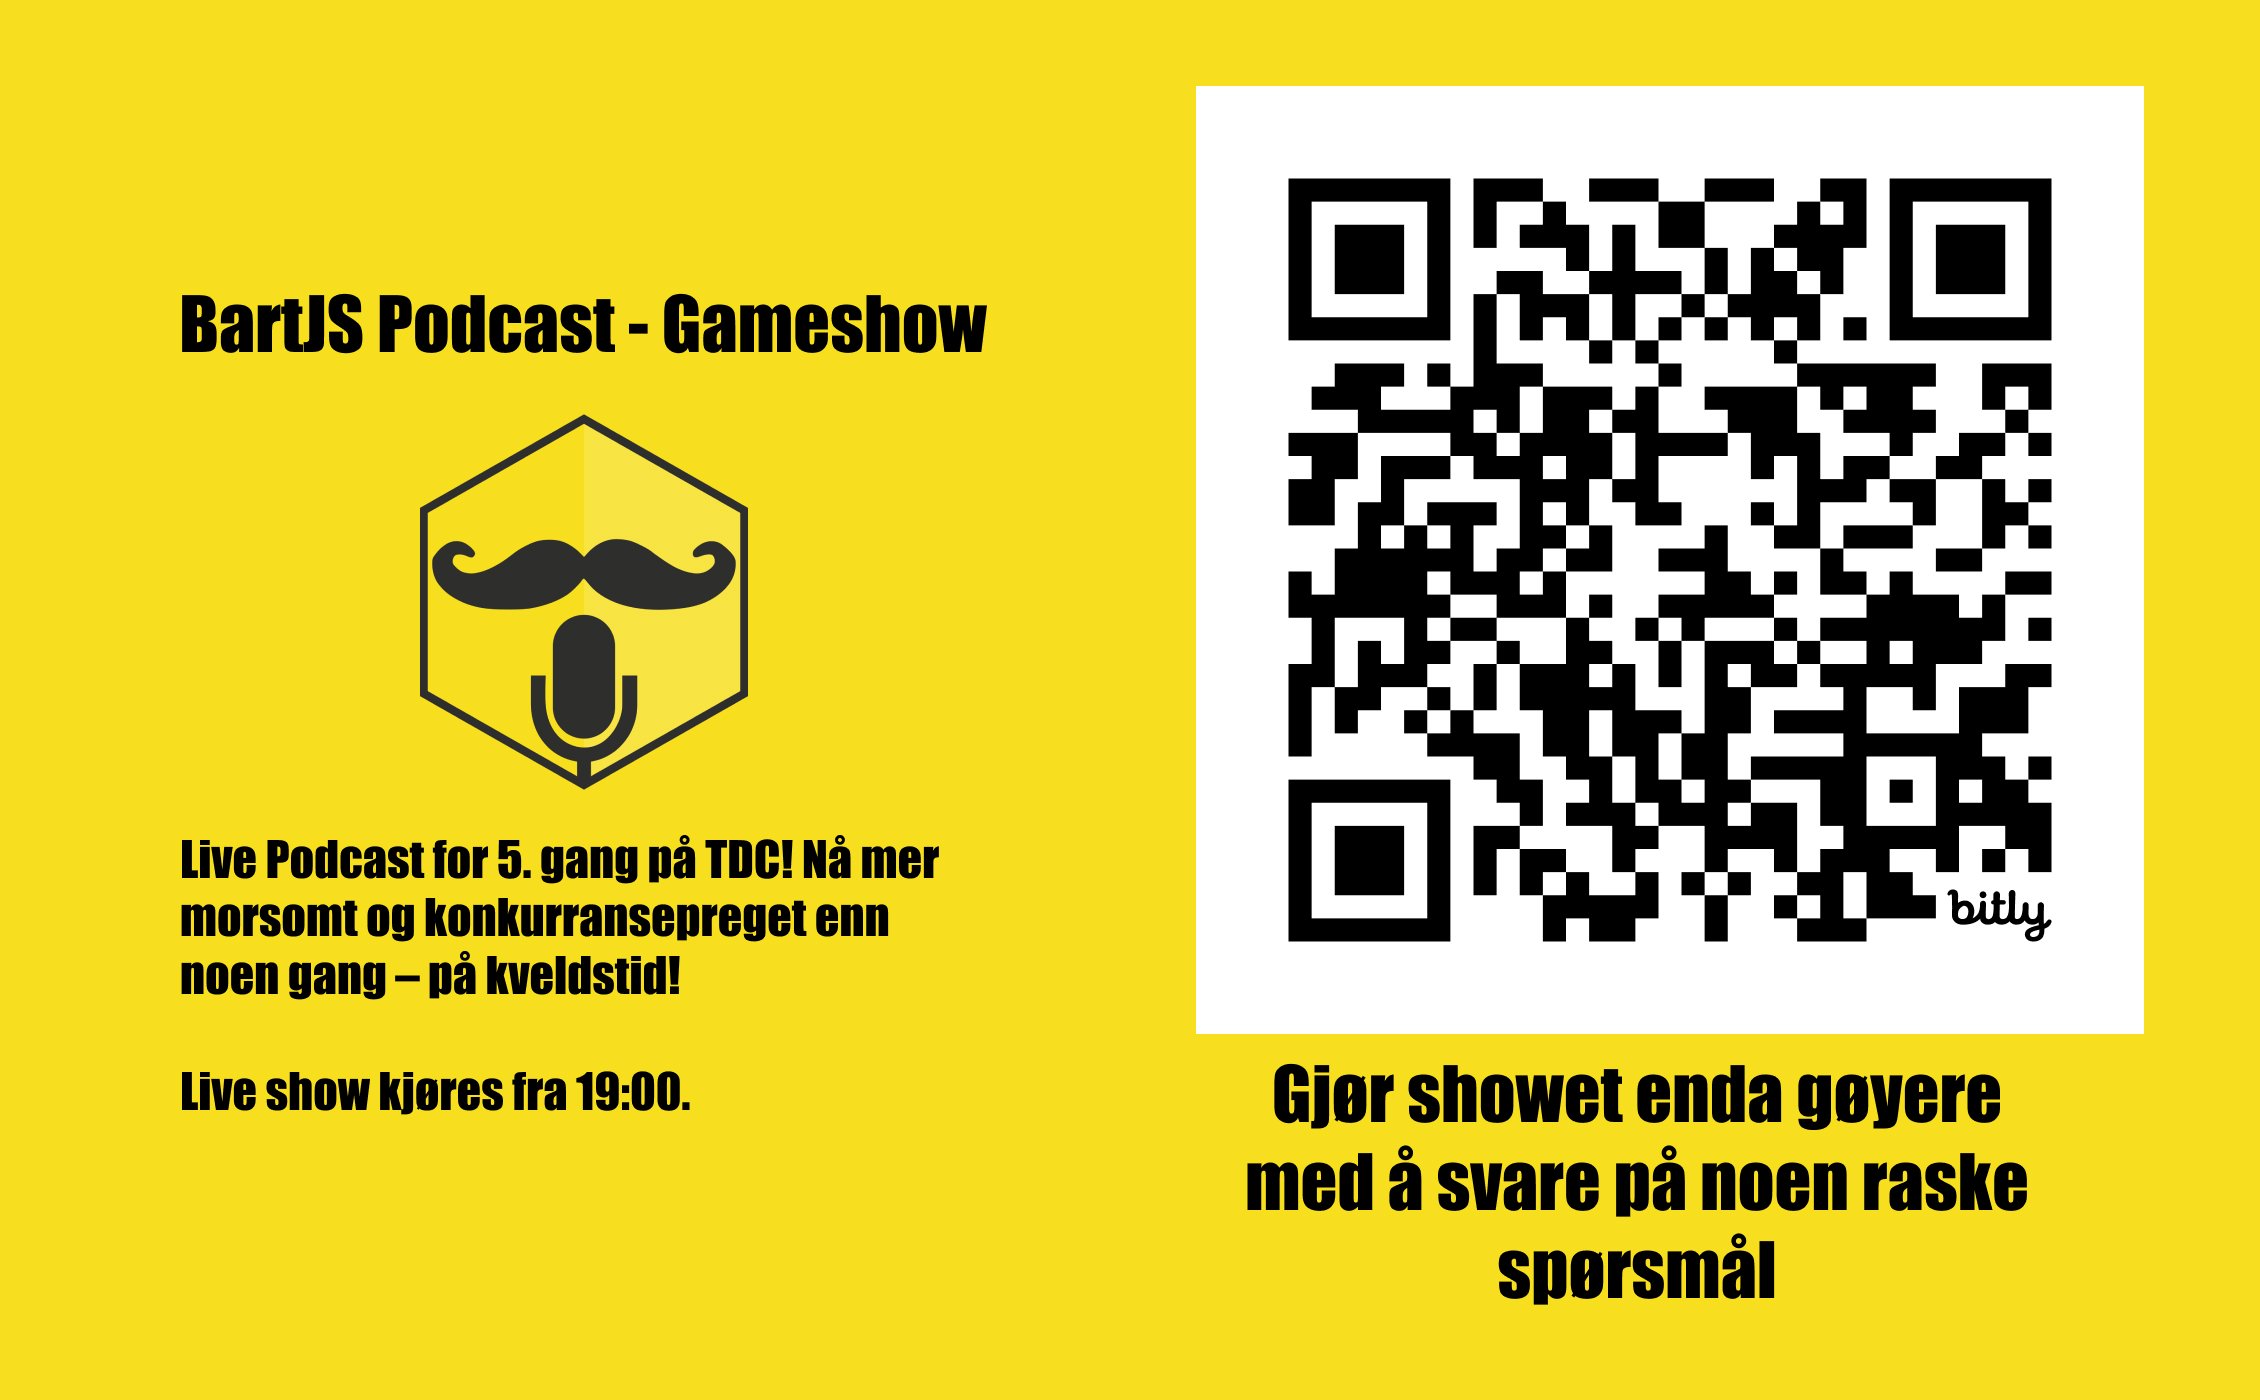 BartJS Podcast - Gameshow
Live Podcast for 5. gang på TDC! Nå mer
morsomt og konkurransepreget enn
noen gang – på kveldstid!
Live show kjøres fra 19:00.
bitly
Gjør showet enda gøyere
med å svare på noen raske
spørsmål